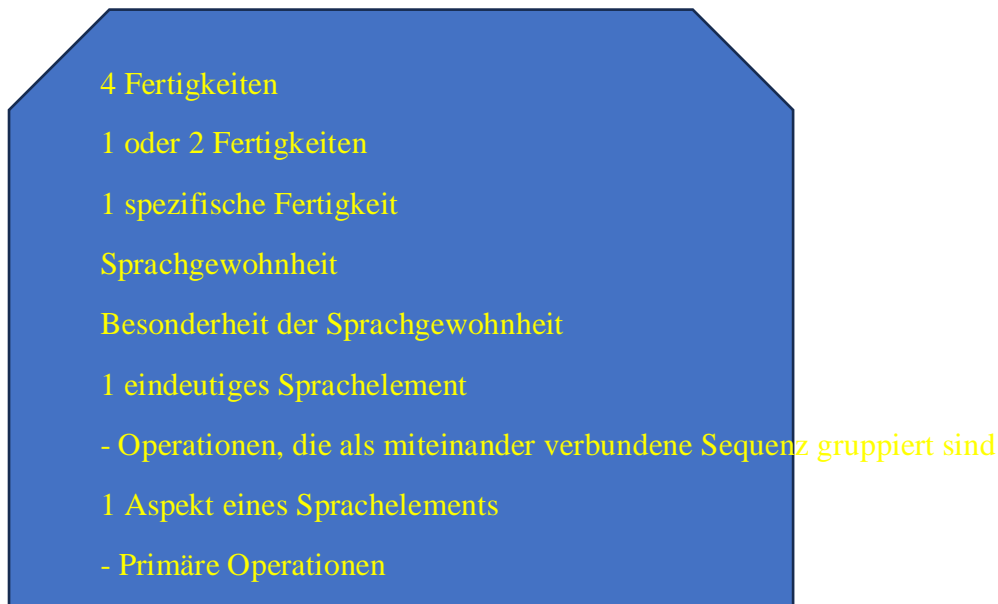 4 Fertigkeiten
1 oder 2 Fertigkeiten
1 spezifische Fertigkeit
Sprachgewohnheit
Besonderheit der Sprachgewohnheit
1 eindeutiges Sprachelement
- Operationen, die als miteinander verbundene Sequenz gruppiert sind
1 Aspekt eines Sprachelements
- Primäre Operationen